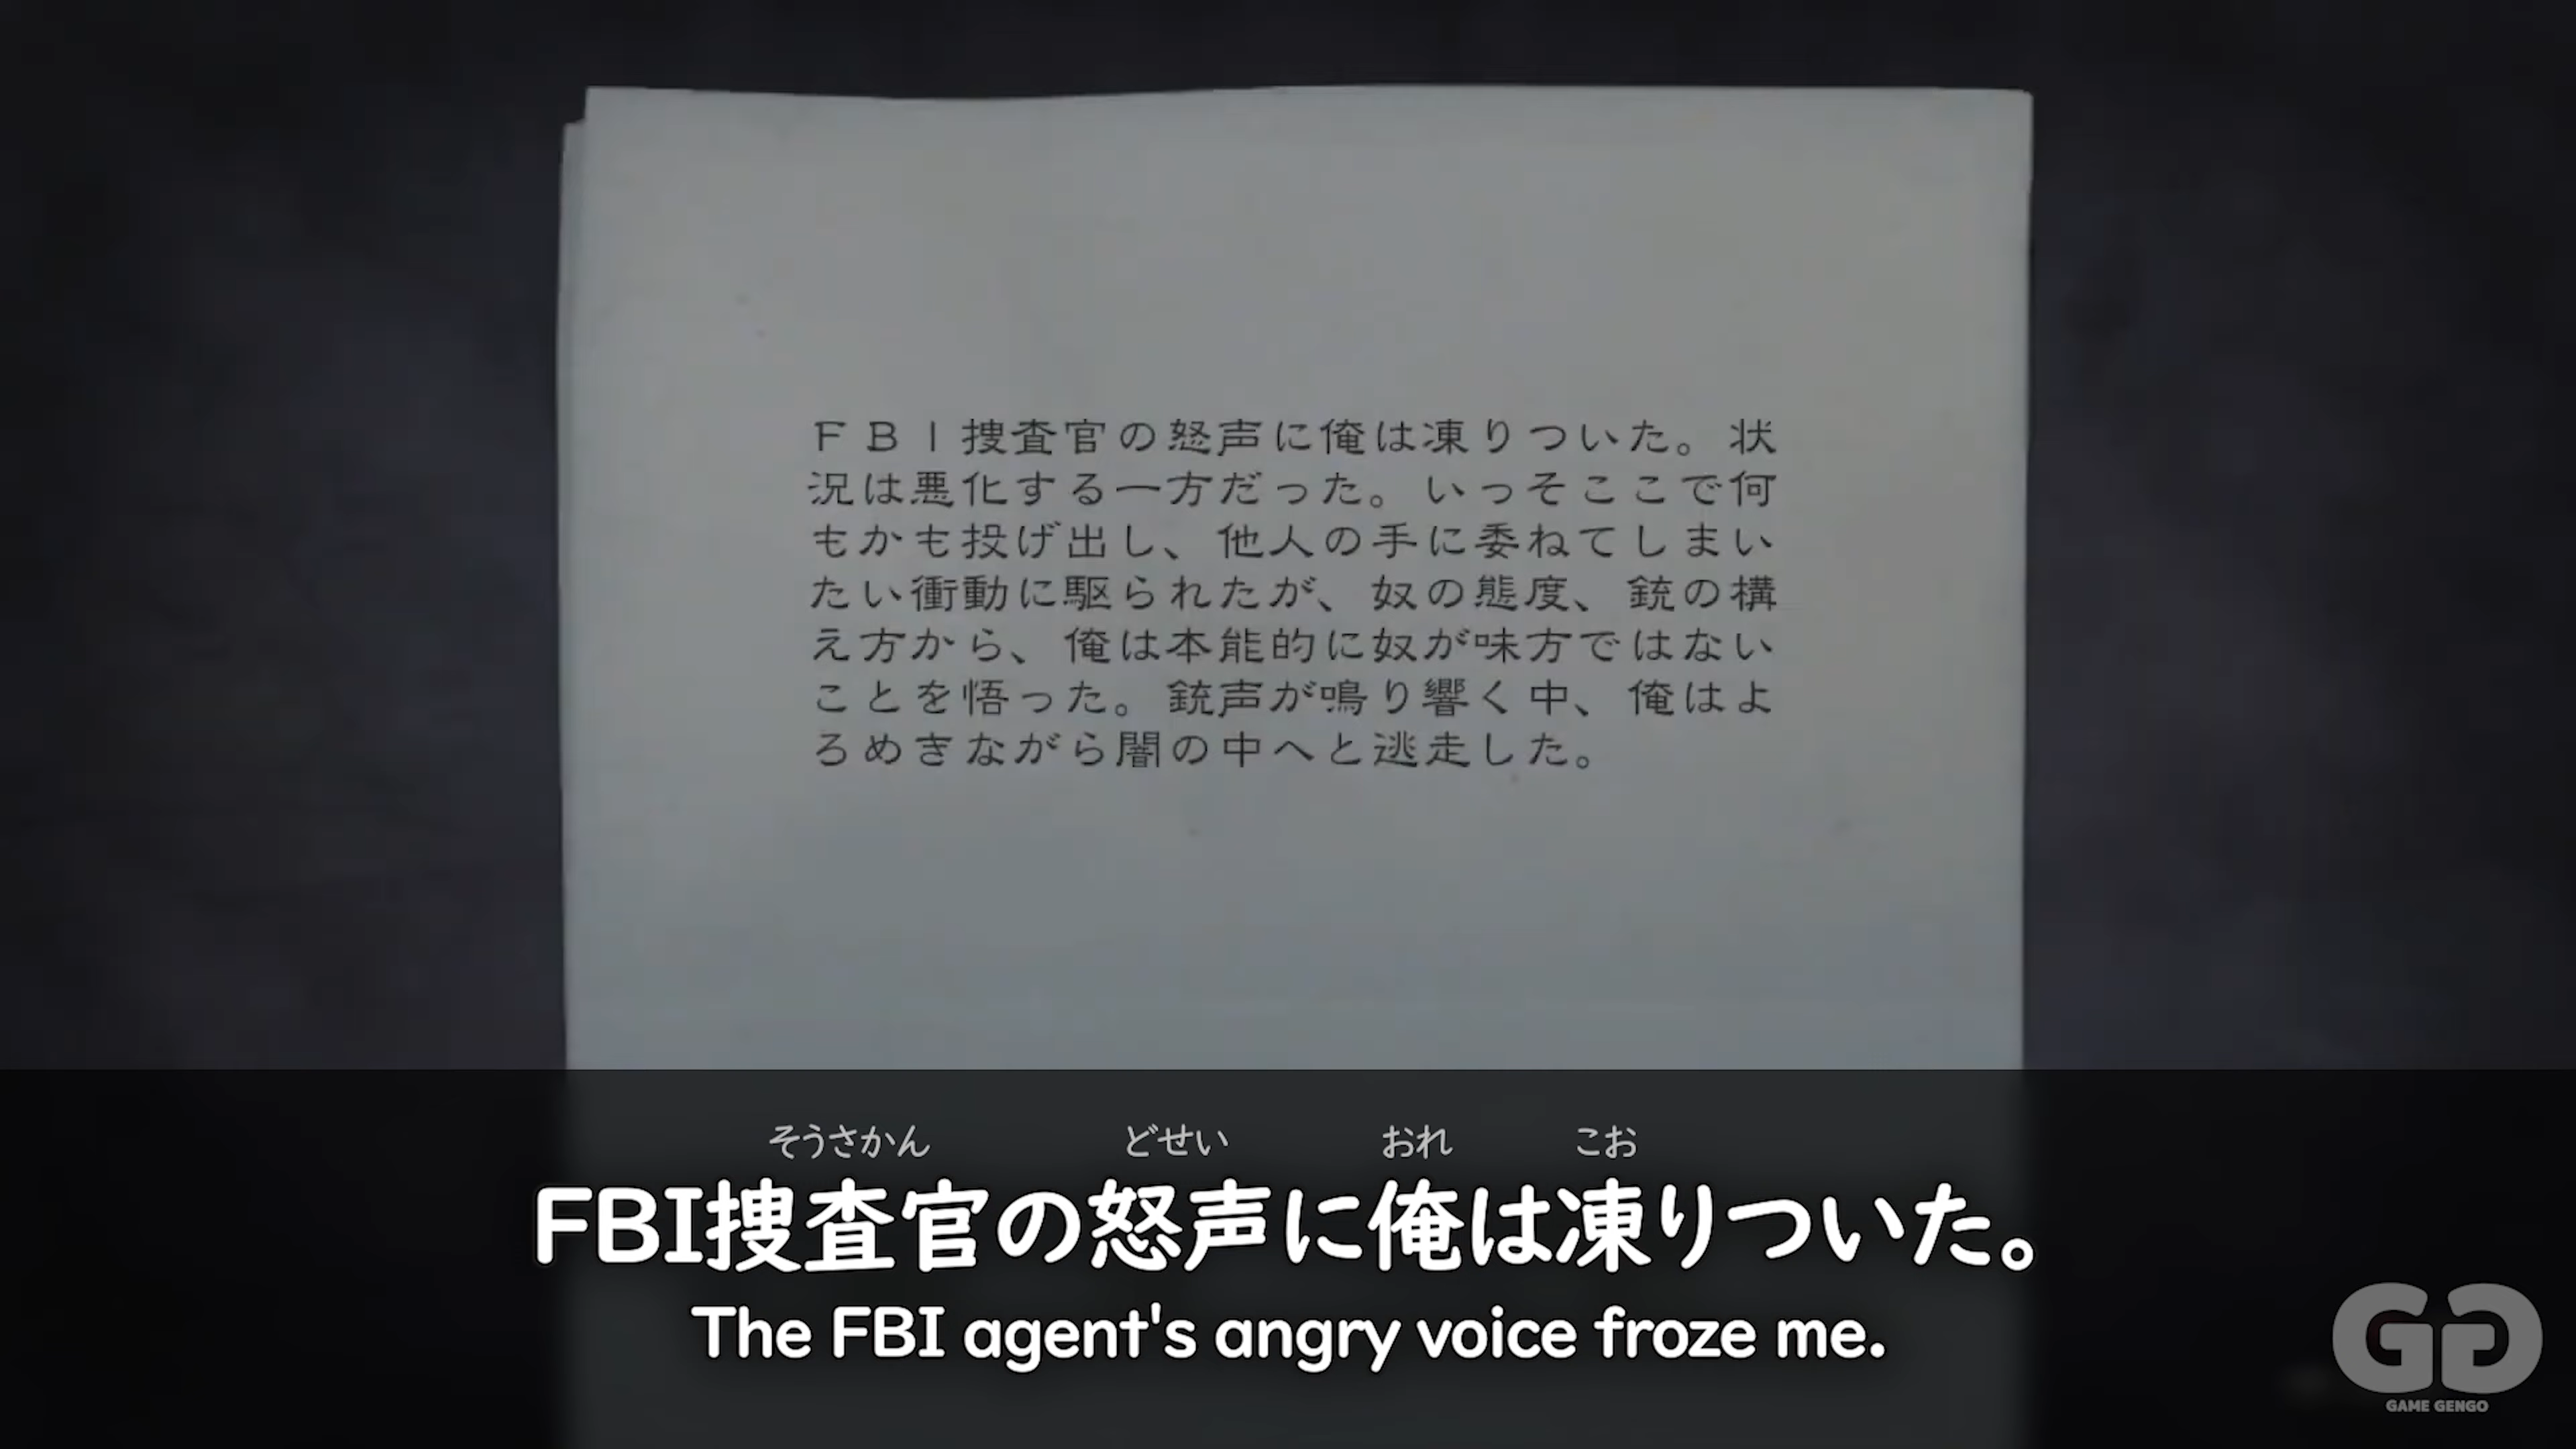 ＦＢＩ捜査官の怒声に俺は凍りついた。状
況は悪化する一方だった。いっそここで何
もかも投げ出し、他人の手に委ねてしまい
たい衝動に駆られたが、奴の態度、銃の構
え方から、俺は本能的に奴が味方ではない
ことを悟った。銃声が鳴り響く中、俺はよ
ろめきながら闇の中へと逃走した。
そうさかん どせい おれ こお
FBI捜査官の怒声に俺は凍りついた。
The FBI agent's angry voice froze me.
GG
GAME GENGO